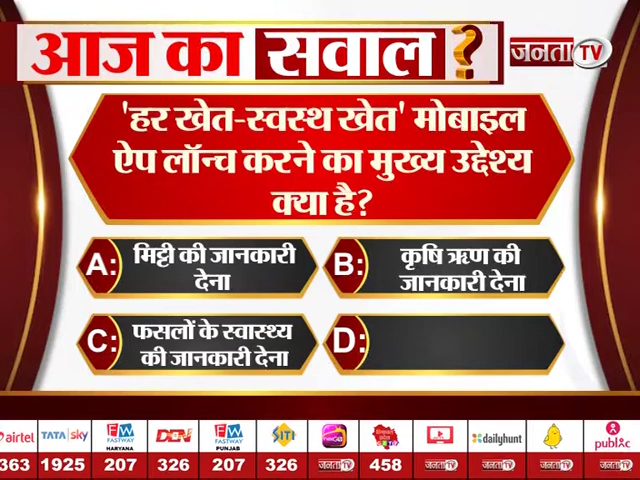 आज का सवाल ?
जनता TV
'हर खेत-स्वस्थ खेत' मोबाइल
ऐप लॉन्च करने का मुख्य उद्देश्य
क्या है?
A: मिट्टी की जानकारी
देना
B: कृषि ऋण की
जानकारी देना
C: फसलों के स्वास्थ्य
की जानकारी देना
D:
airtel TATA sky FW FASTWAY HARYANA DEN FW FASTWAY PUNJAB SITI dailyhunt public
363 1925 207 326 207 326 जनता TV 458 जनता TV जनता TV जनता TV जनता TV